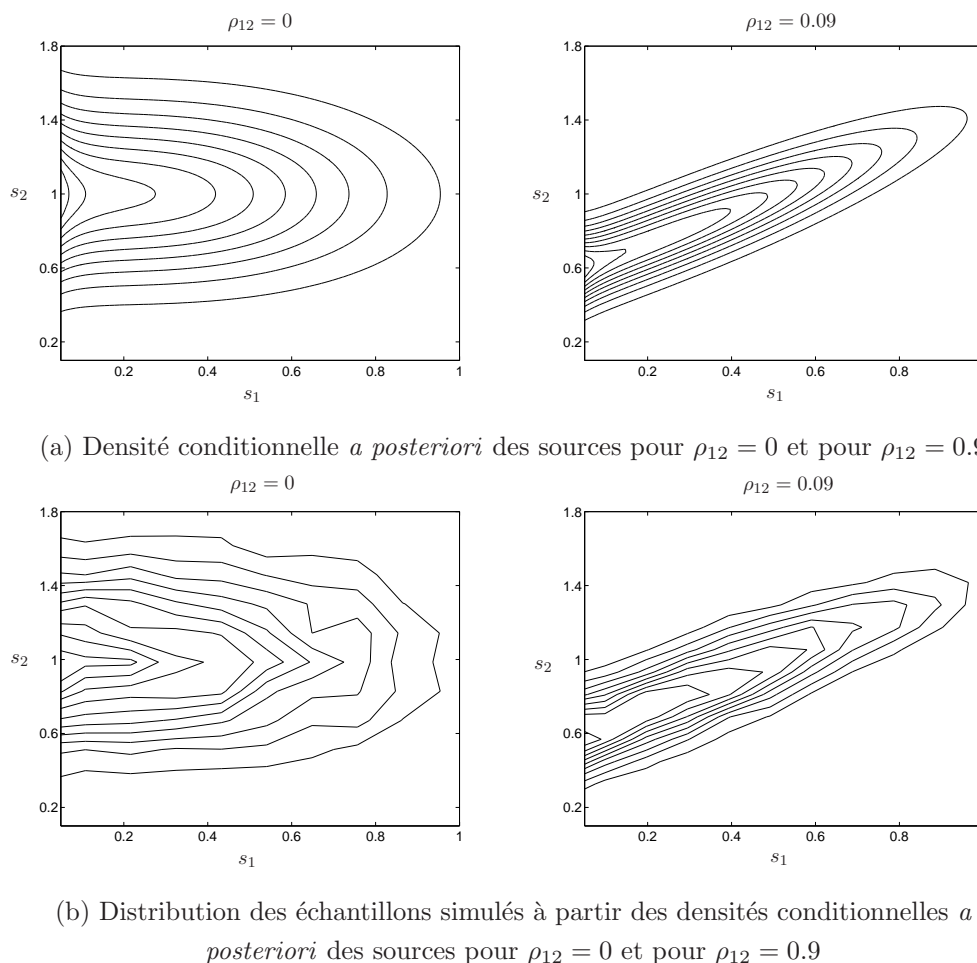 ρ12 = 0
ρ12 = 0.09
1.8
1.4
1
0.6
0.2
s2
0.2 0.4 0.6 0.8 1
s1
1.8
1.4
1
0.6
0.2
s2
0.2 0.4 0.6 0.8
s1
(a) Densité conditionnelle a posteriori des sources pour ρ12 = 0 et pour ρ12 = 0.9
ρ12 = 0
ρ12 = 0.09
1.8
1.4
1
0.6
0.2
s2
0.2 0.4 0.6 0.8 1
s1
1.8
1.4
1
0.6
0.2
s2
0.2 0.4 0.6 0.8
s1
(b) Distribution des échantillons simulés à partir des densités conditionnelles a
posteriori des sources pour ρ12 = 0 et pour ρ12 = 0.9